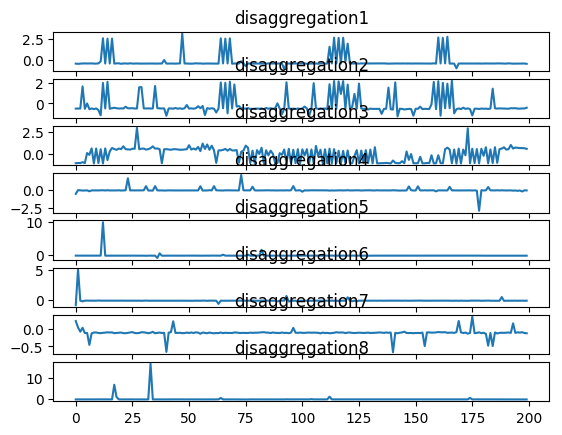 disaggregation1
2.5
0.0
disaggregation2
2
0
disaggregation3
2.5
0.0
disaggregation4
0.0
−2.5
disaggregation5
10
0
disaggregation6
5
0
disaggregation7
0.0
−0.5
disaggregation8
10
0
0 25 50 75 100 125 150 175 200